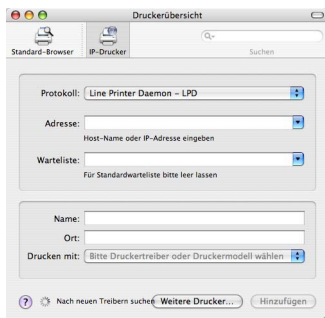 Druckerübersicht
Standard-Browser IP-Drucker Suchen
Protokoll: Line Printer Daemon – LPD
Adresse:
Host-Name oder IP-Adresse eingeben
Warteliste:
Für Standardwarteliste bitte leer lassen
Name:
Ort:
Drucken mit: Bitte Druckertreiber oder Druckermodell wählen
? Nach neuen Treibern suchen Weitere Drucker... Hinzufügen